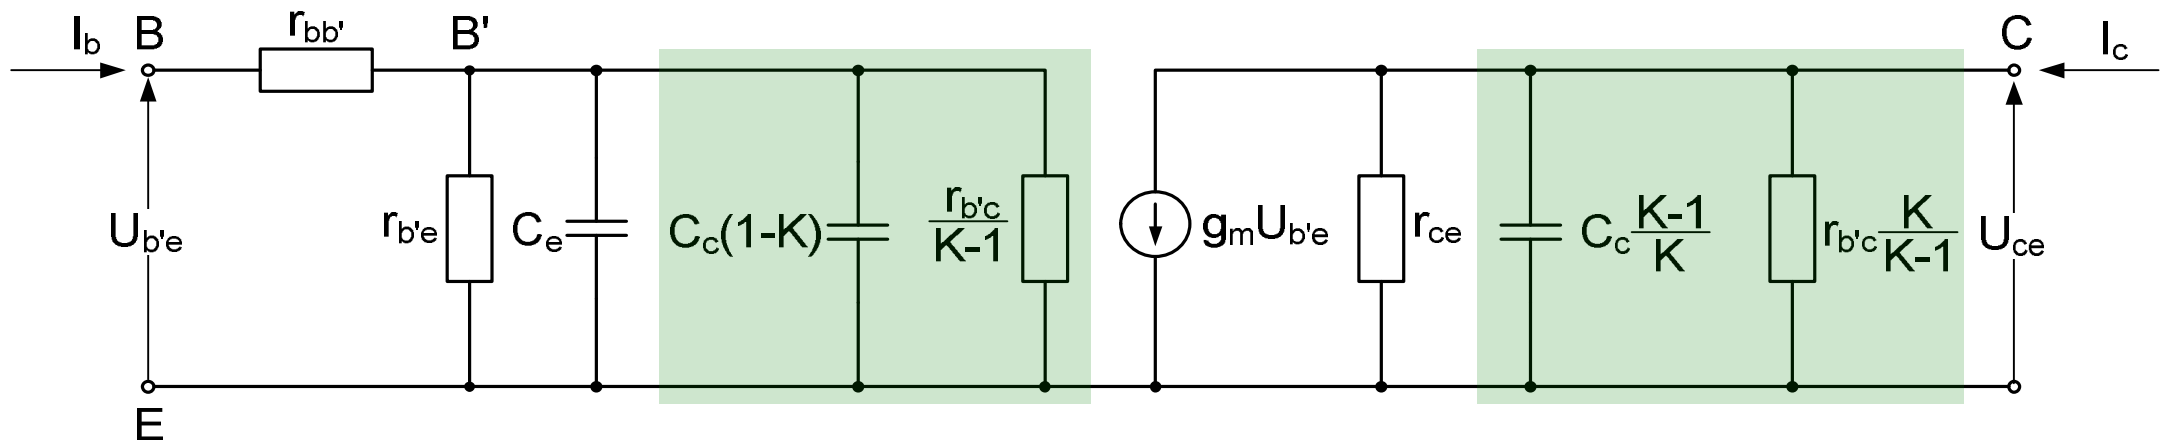 I_b B r_bb' B' C I_c
U_b'e r_b'e C_e C_c(1-K) r_b'c/K-1 g_mU_b'e r_ce C_c K-1/K r_b'c K/K-1 U_ce
E